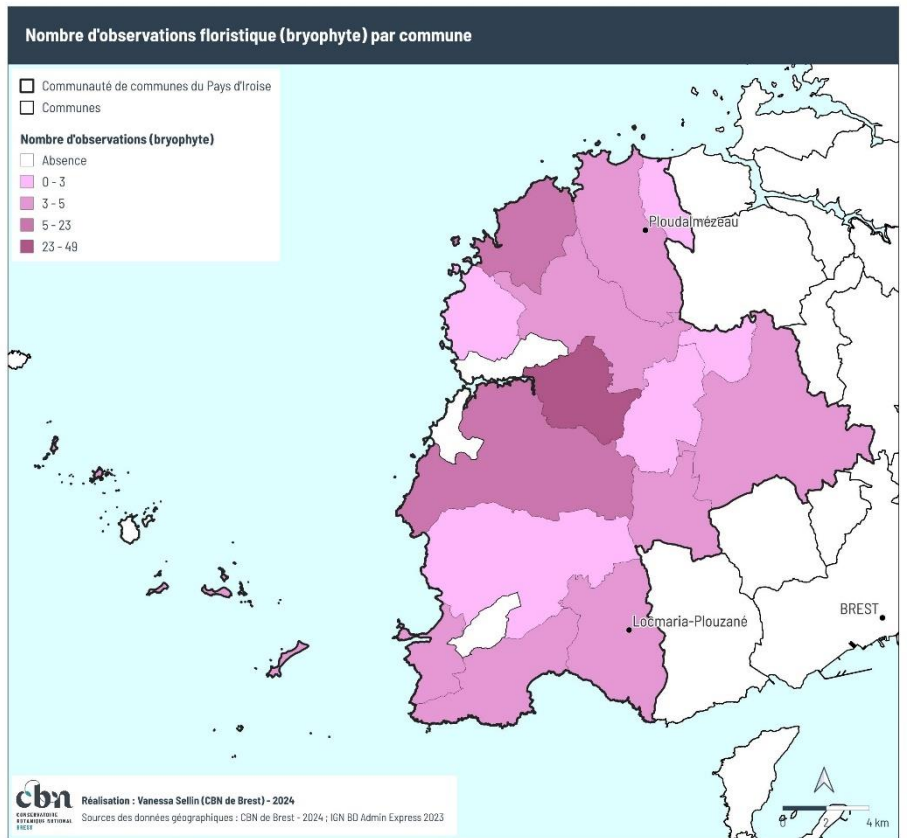 Nombre d'observations floristique (bryophyte) par commune
Communauté de communes du Pays d'Iroise
Communes
Nombre d'observations (bryophyte)
Absence
0 - 3
3 - 5
5 - 23
23 - 49
Ploudalmézeau
BREST
Locmaria-Plouzané
cbn
CONSERVATOIRE
BOTANIQUE NATIONAL
BREST
Réalisation : Vanessa Sellin (CBN de Brest) - 2024
Sources des données géographiques : CBN de Brest - 2024 ; IGN BD Admin Express 2023
0 2 4 km